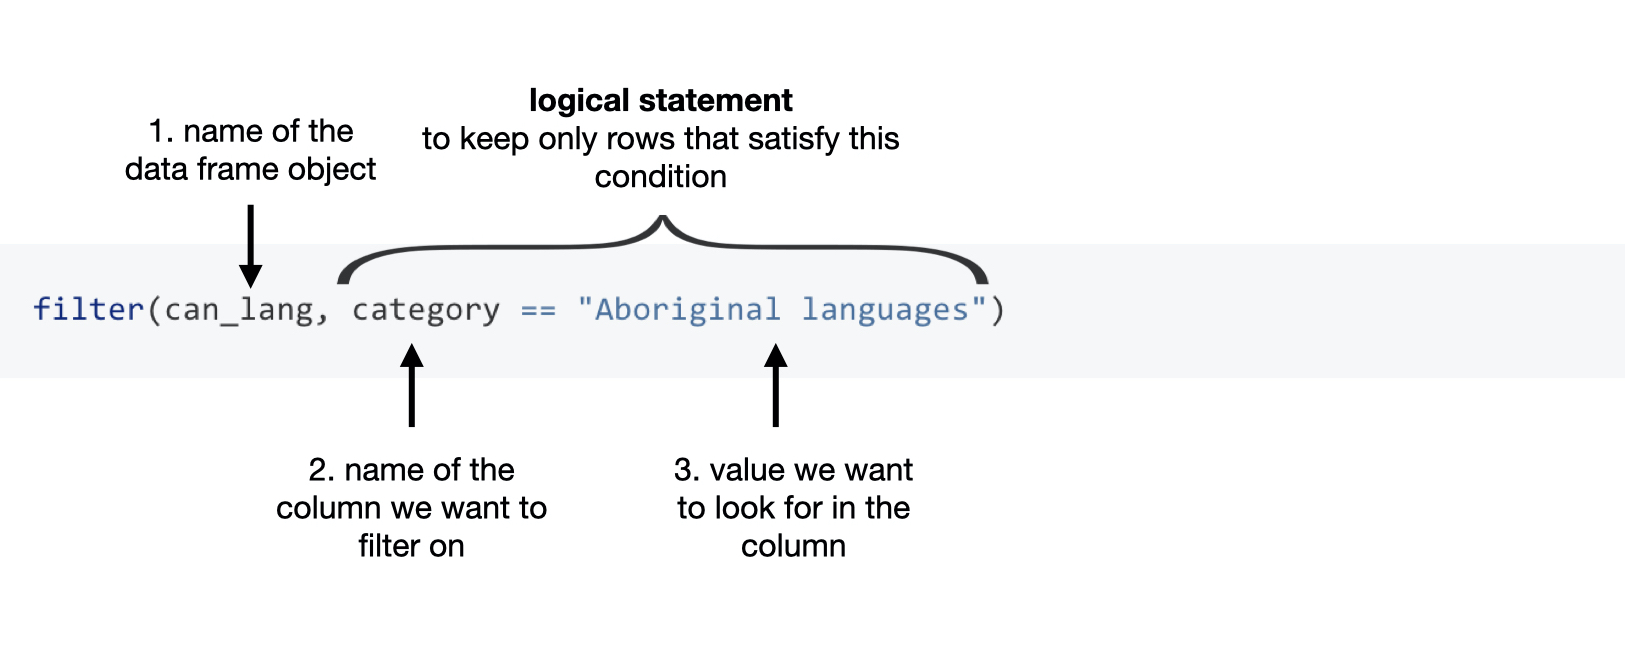 logical statement
to keep only rows that satisfy this
condition
1. name of the
data frame object
filter(can_lang, category == "Aboriginal languages")
2. name of the
column we want to
filter on
3. value we want
to look for in the
column